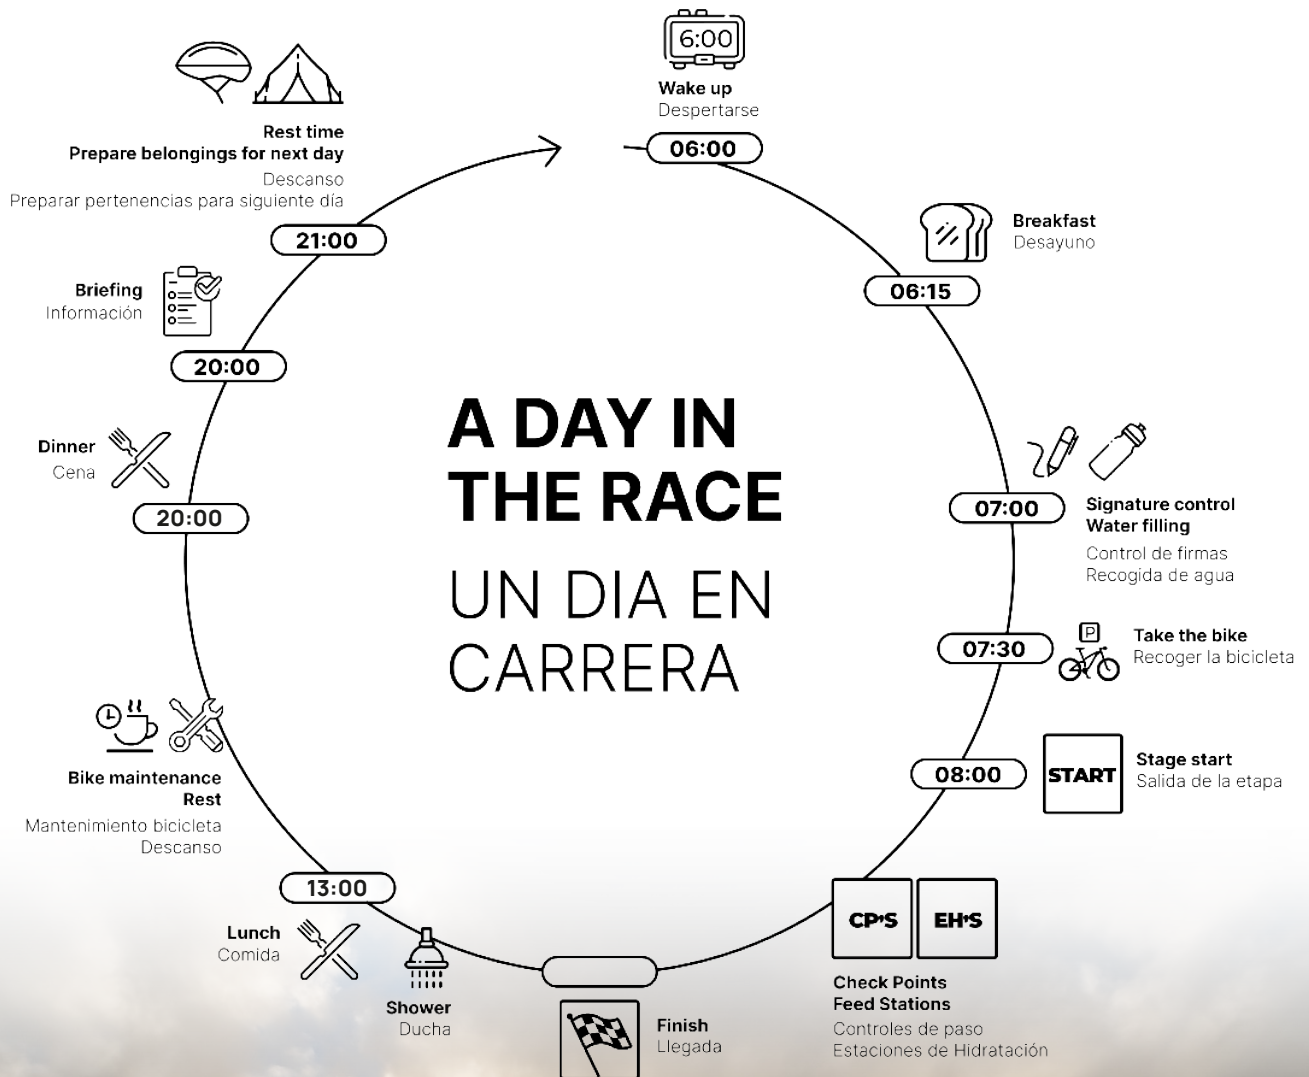 6:00
Wake up
Despertarse
06:00
Breakfast
Desayuno
06:15
Signature control
Water filling
Control de firmas
Recogida de agua
07:00
P
Take the bike
Recoger la bicicleta
07:30
START
Stage start
Salida de la etapa
08:00
CP'S
EH'S
Check Points
Feed Stations
Controles de paso
Estaciones de Hidratación
Finish
Llegada
Shower
Ducha
Lunch
Comida
13:00
Bike maintenance
Rest
Mantenimiento bicicleta
Descanso
20:00
Dinner
Cena
20:00
Briefing
Información
21:00
Rest time
Prepare belongings for next day
Descanso
Preparar pertenencias para siguiente día
A DAY IN
THE RACE
UN DIA EN
CARRERA